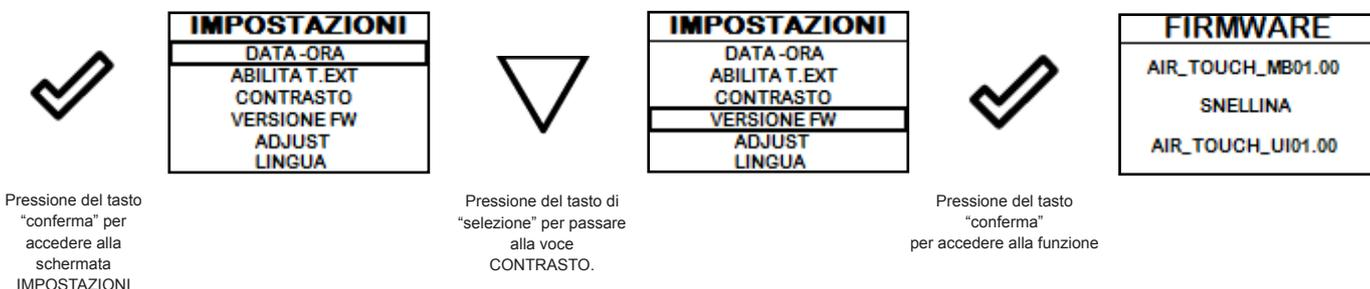 IMPOSTAZIONI
DATA -ORA
ABILITA T.EXT
CONTRASTO
VERSIONE FW
ADJUST
LINGUA
IMPOSTAZIONI
DATA -ORA
ABILITA T.EXT
CONTRASTO
VERSIONE FW
ADJUST
LINGUA
FIRMWARE
AIR_TOUCH_MB01.00
SNELLINA
AIR_TOUCH_UI01.00
Pressione del tasto
“conferma” per
accedere alla
schermata
IMPOSTAZIONI
Pressione del tasto di
“selezione” per passare
alla voce
CONTRASTO.
Pressione del tasto
“conferma”
per accedere alla funzione